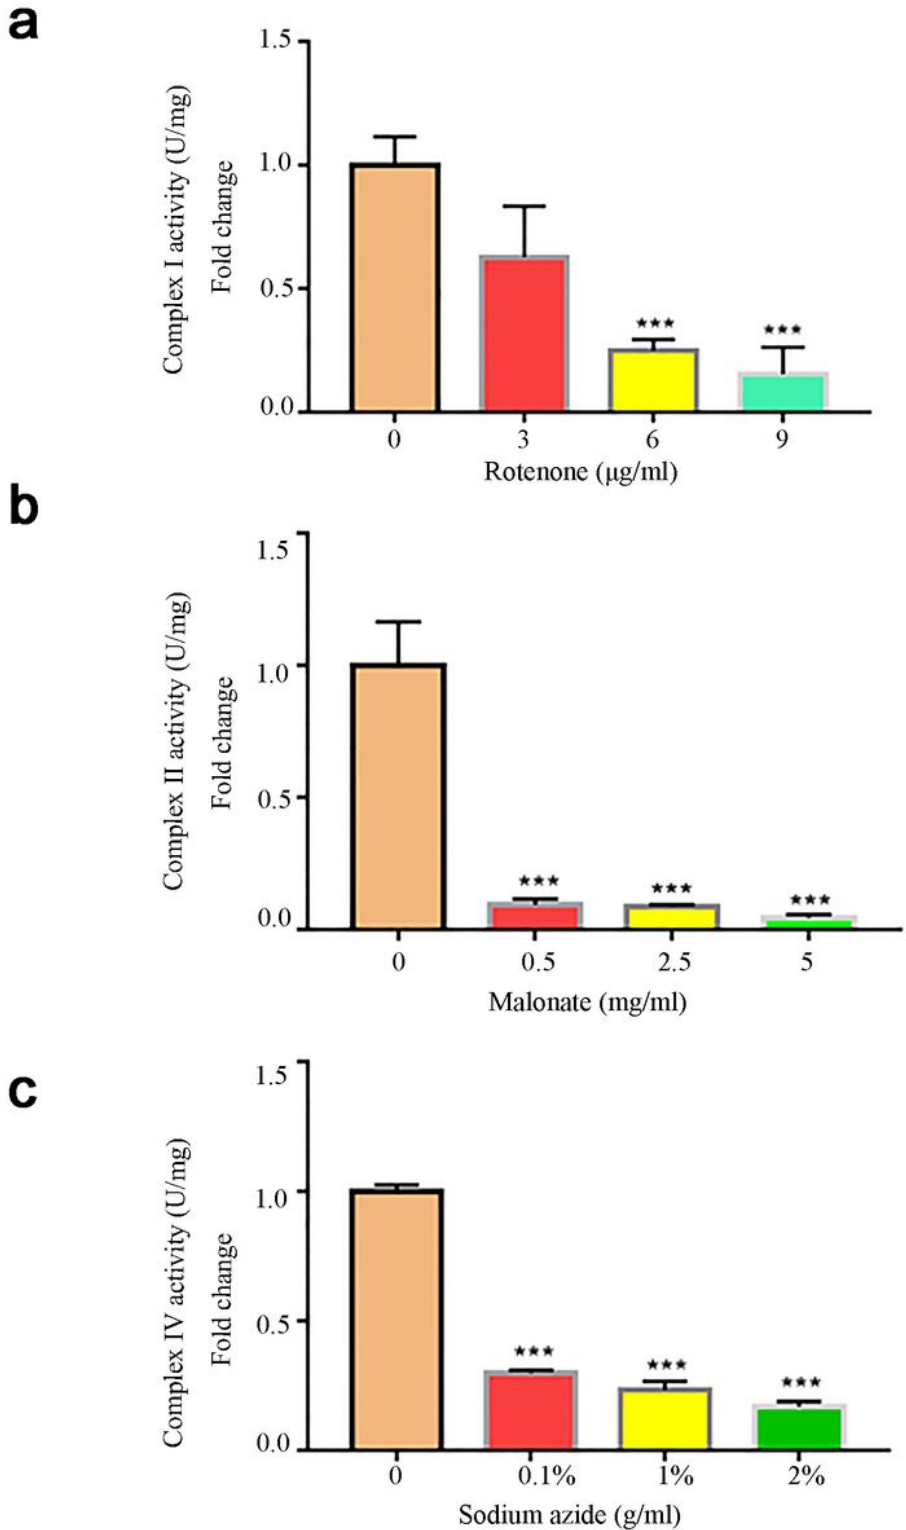 a
1.5
1.0
0.5
0.0
Complex I activity (U/mg)
Fold change
***
***
0 3 6 9
Rotenone (µg/ml)
b
1.5
1.0
0.5
0.0
Complex II activity (U/mg)
Fold change
***
***
***
0 0.5 2.5 5
Malonate (mg/ml)
c
1.5
1.0
0.5
0.0
Complex IV activity (U/mg)
Fold change
***
***
***
0 0.1% 1% 2%
Sodium azide (g/ml)